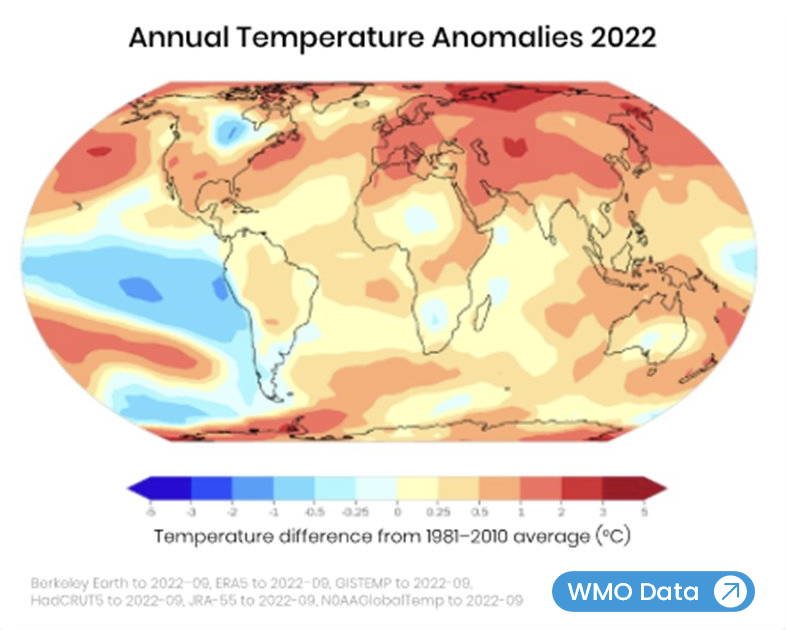 Annual Temperature Anomalies 2022
-5 -3 -2 -1 -0.5 -0.25 0 0.25 0.5 1 2 3 5
Temperature difference from 1981–2010 average (°C)
Berkeley Earth to 2022-09, ERA5 to 2022-09, GISTEMP to 2022-09,
HadCRUT5 to 2022-09, JRA-55 to 2022-09, NOAAGlobalTemp to 2022-09
WMO Data